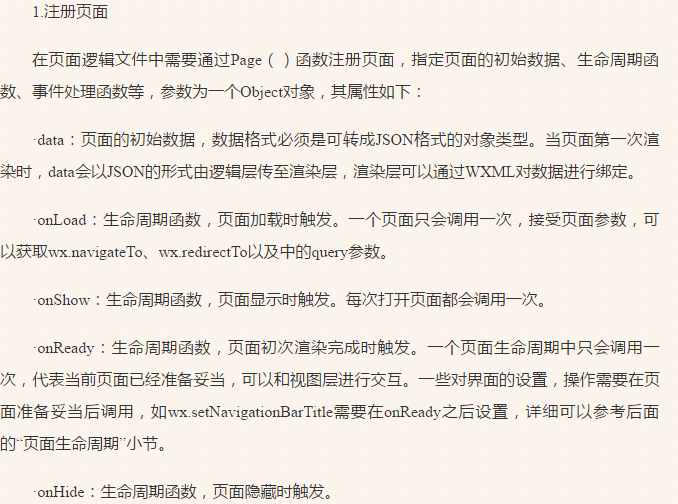 1.注册页面
在页面逻辑文件中需要通过Page（ ）函数注册页面，指定页面的初始数据、生命周期函
数、事件处理函数等，参数为一个Object对象，其属性如下：
·data：页面的初始数据，数据格式必须是可转成JSON格式的对象类型。当页面第一次渲
染时，data会以JSON的形式由逻辑层传至渲染层，渲染层可以通过WXML对数据进行绑定。
·onLoad：生命周期函数，页面加载时触发。一个页面只会调用一次，接受页面参数，可
以获取wx.navigateTo、wx.redirectTo以及中的query参数。
·onShow：生命周期函数，页面显示时触发。每次打开页面都会调用一次。
·onReady：生命周期函数，页面初次渲染完成时触发。一个页面生命周期中只会调用一
次，代表当前页面已经准备妥当，可以和视图层进行交互。一些对界面的设置，操作需要在页
面准备妥当后调用，如wx.setNavigationBarTitle需要在onReady之后设置，详细可以参考后面
的“页面生命周期”小节。
·onHide：生命周期函数，页面隐藏时触发。